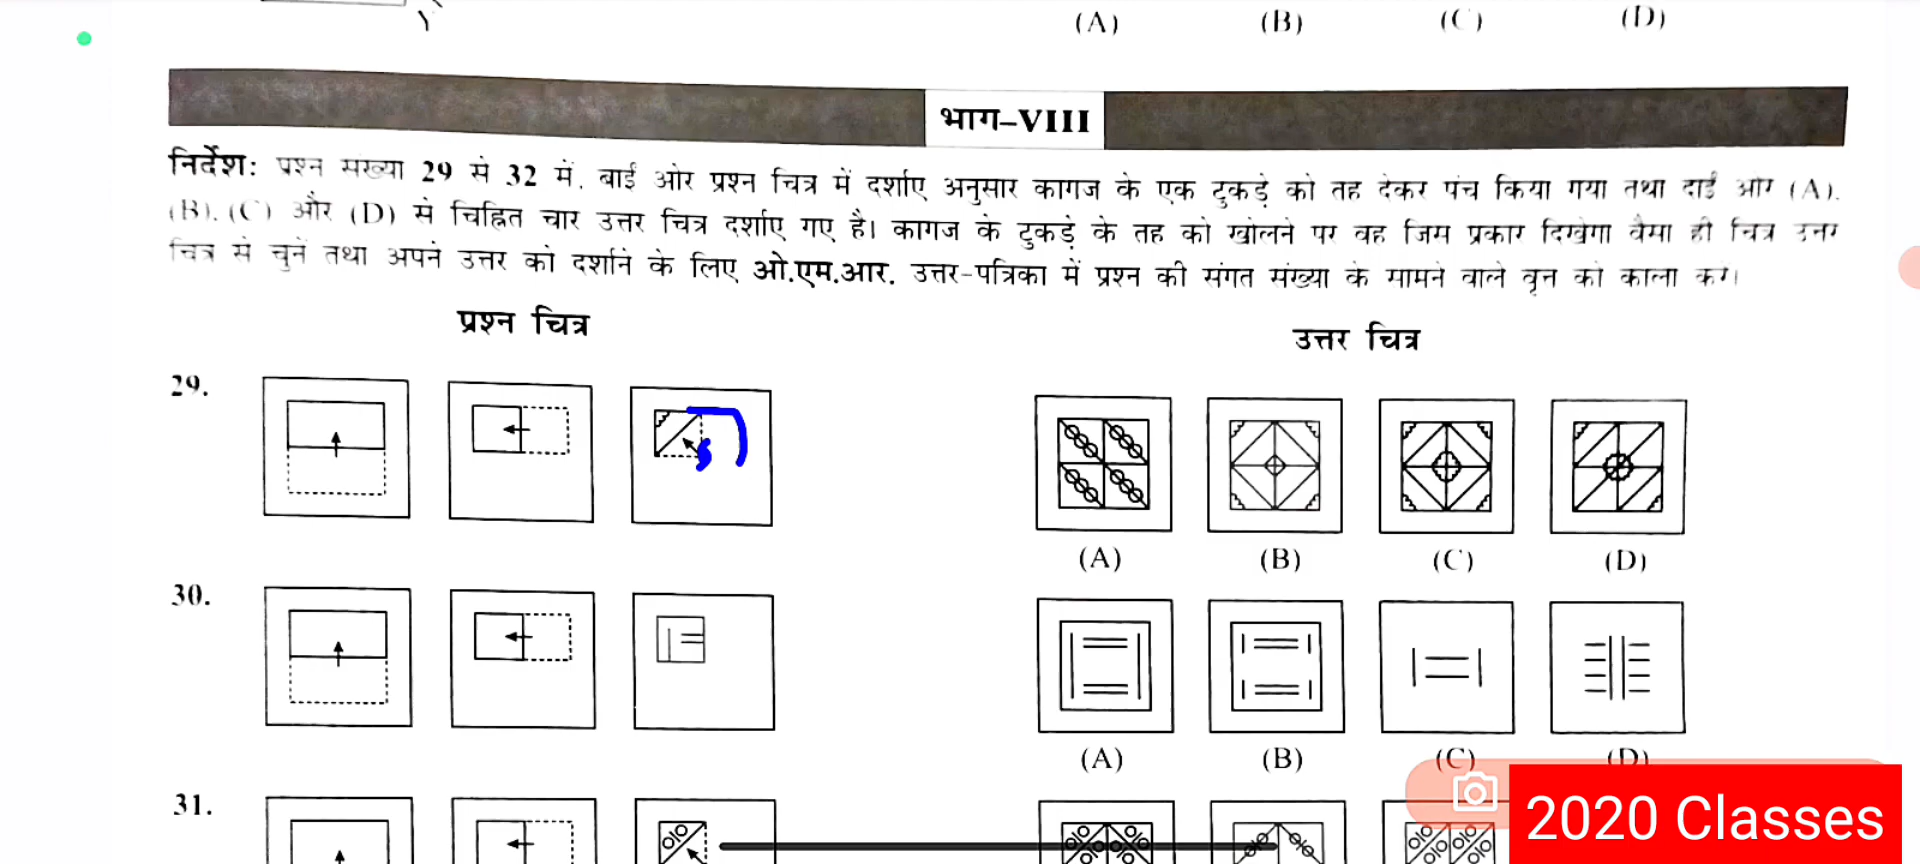 (A) (B) (C) (D)
भाग–VIII
निर्देश: प्रश्न संख्या 29 से 32 में, बाईं ओर प्रश्न चित्र में दर्शाए अनुसार कागज के एक टुकड़े को तह देकर पंच किया गया तथा दाईं ओर (A),
(B), (C) और (D) से चिह्नित चार उत्तर चित्र दर्शाए गए है। कागज के टुकड़े के तह को खोलने पर वह जिस प्रकार दिखेगा वैसा ही चित्र उत्तर
चित्र से चुनें तथा अपने उत्तर को दर्शाने के लिए ओ.एम.आर. उत्तर-पत्रिका में प्रश्न की संगत संख्या के सामने वाले वृत्त को काला करें।
प्रश्न चित्र उत्तर चित्र
29.
(A) (B) (C) (D)
30.
(A) (B) (C) (D)
31.
2020 Classes